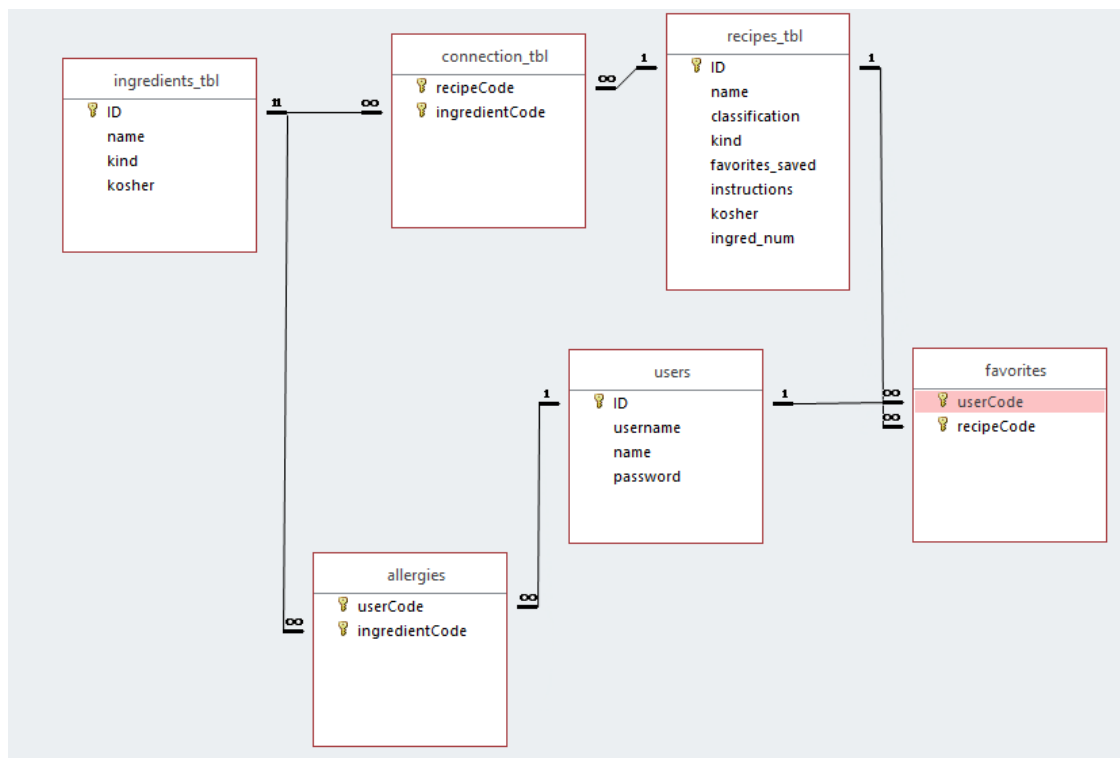 ingredients_tbl
ID
name
kind
kosher
connection_tbl
recipeCode
ingredientCode
recipes_tbl
ID
name
classification
kind
favorites_saved
instructions
kosher
ingred_num
11
∞
∞
1
1
users
ID
username
name
password
favorites
userCode
recipeCode
1
1
∞
∞
allergies
userCode
ingredientCode
∞
∞